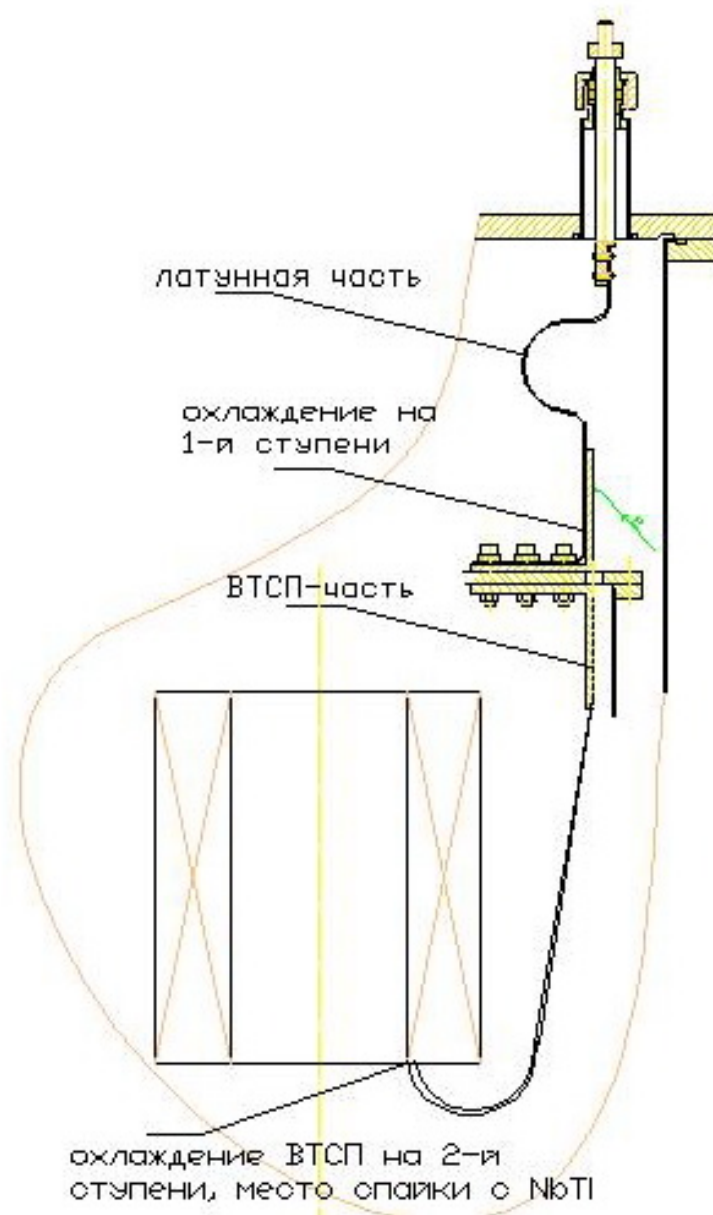 латунная часть
охлаждение на
1-й ступени
ВТСП-часть
охлаждение ВТСП на 2-й
ступени, место спайки с NbTI